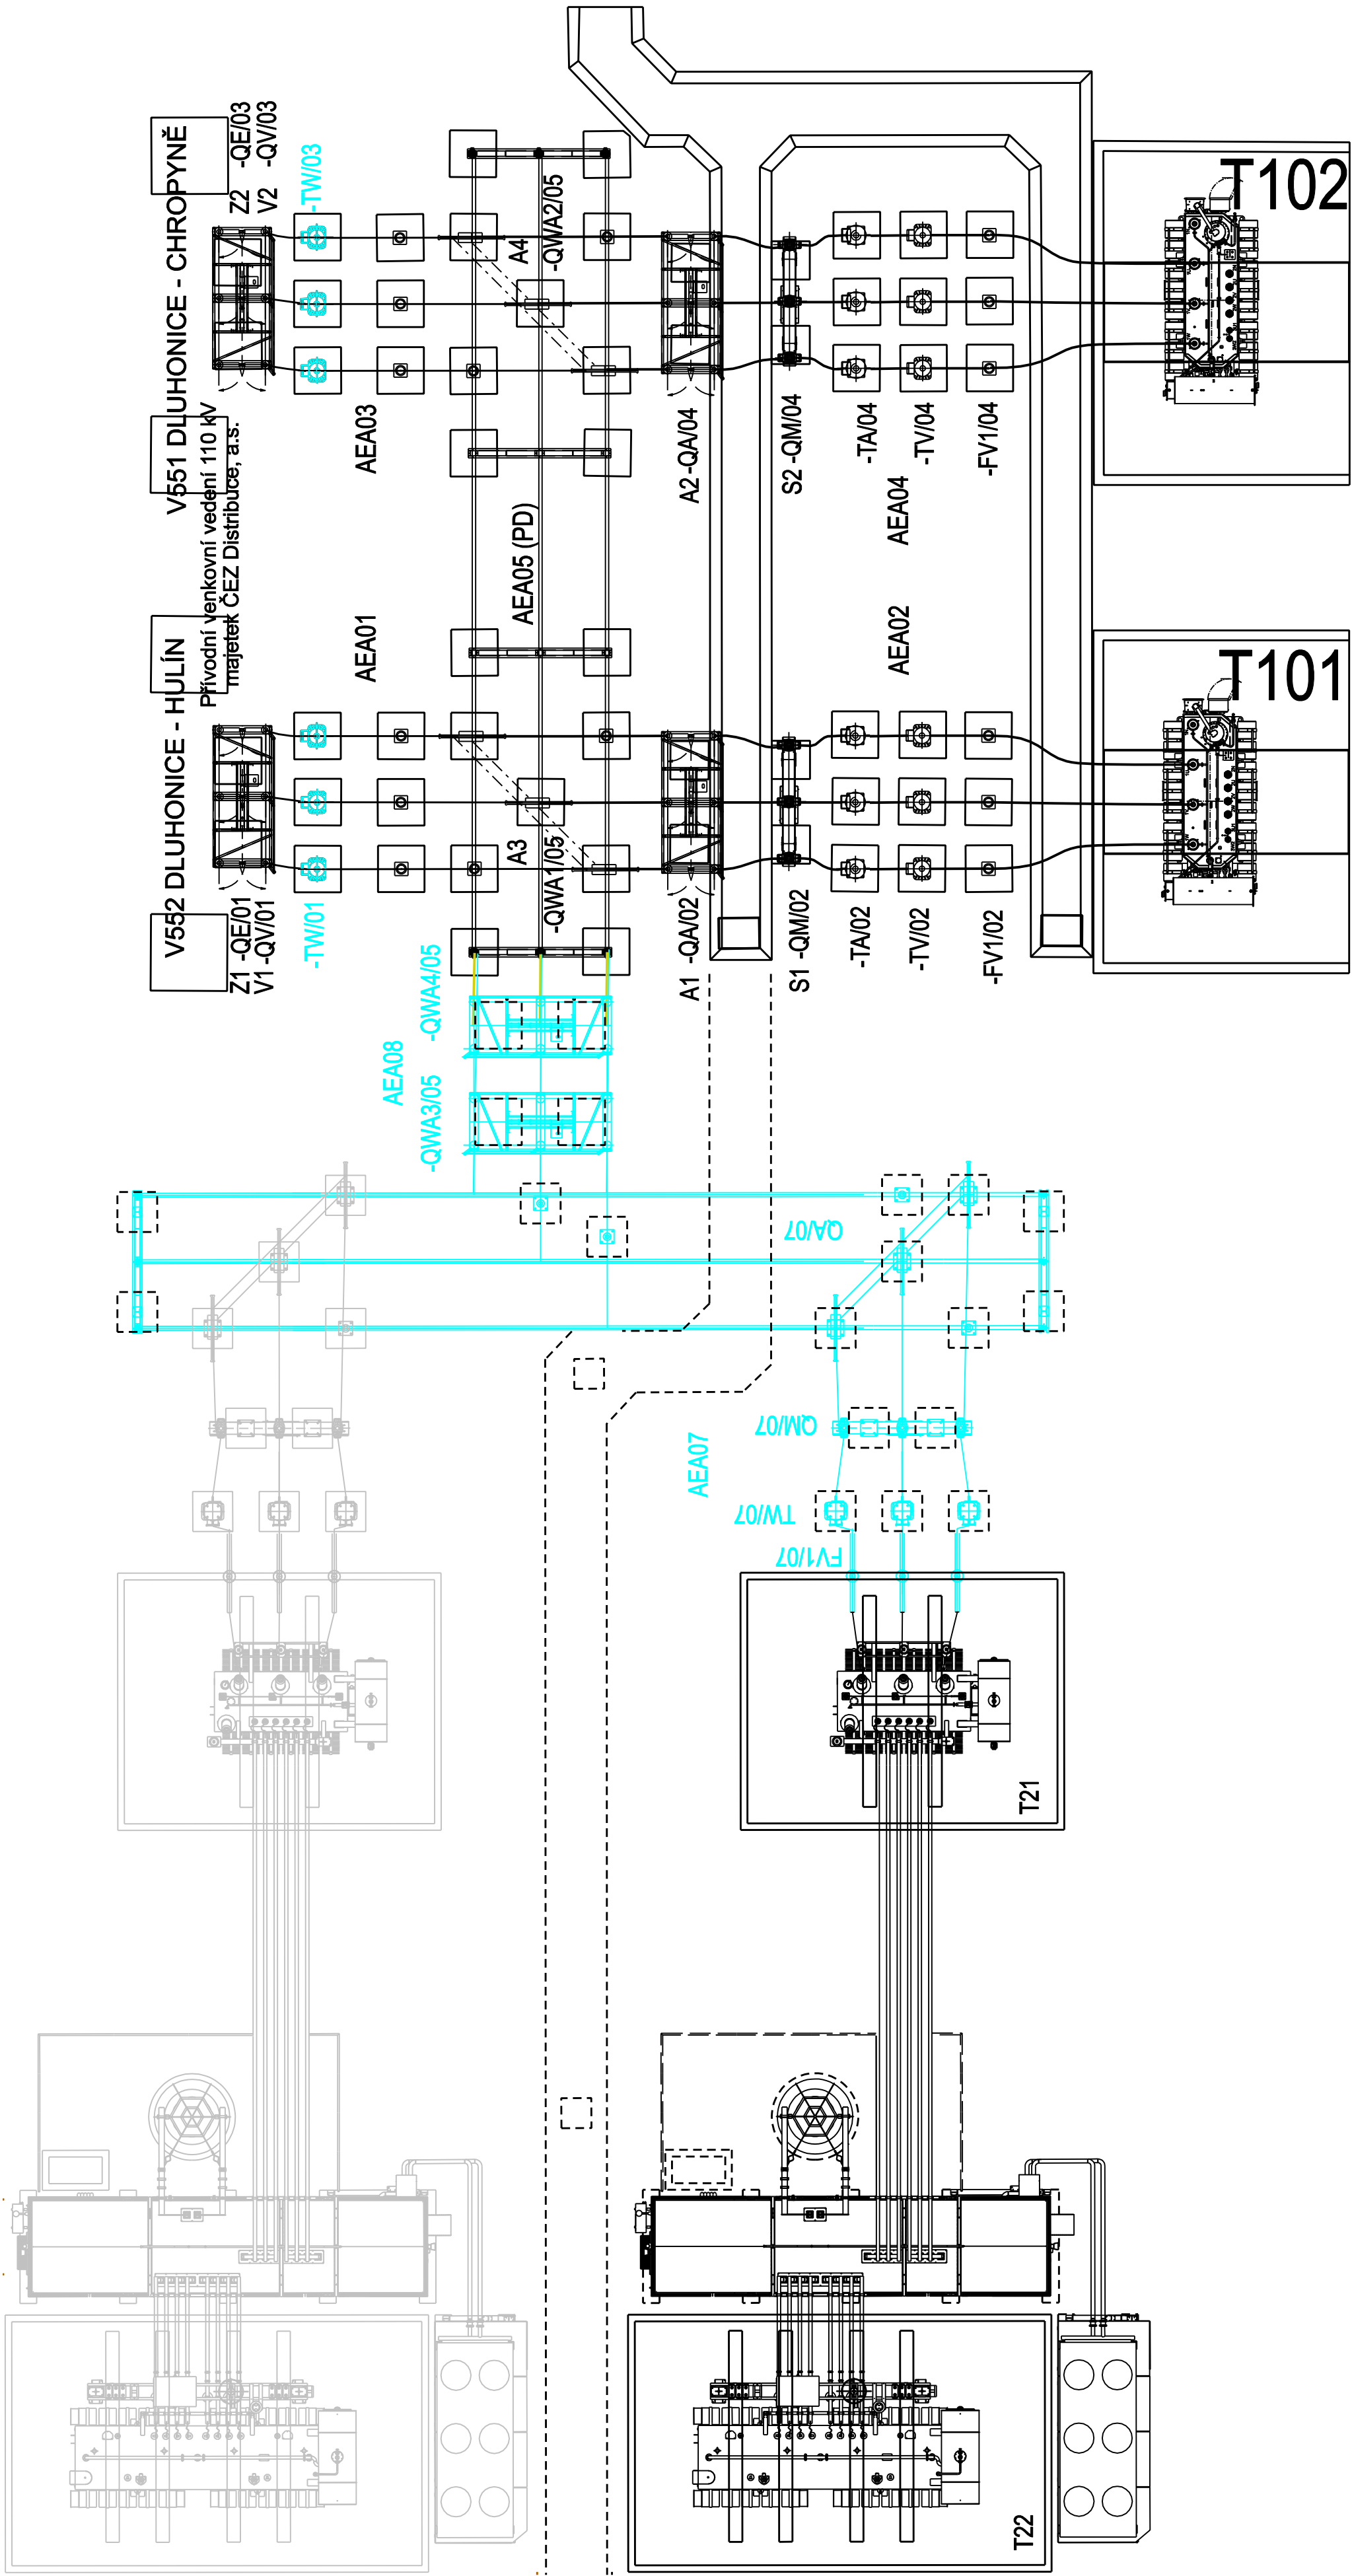 V551 DLUHONICE - CHROPYNĚ
Přívodní venkovní vedení 110 kV
majetek ČEZ Distribuce, a.s.
V552 DLUHONICE - HULÍN
Z2 -QE/03
V2 -QV/03
-TW/03
AEA03
A4
-QWA2/05
A2 -QA/04
S2 -QM/04
-TA/04
-TV/04
-FV1/04
AEA04
T102
AEA05 (PD)
Z1 -QE/01
V1 -QV/01
-TW/01
AEA01
A3
-QWA1/05
A1 -QA/02
S1 -QM/02
-TA/02
-TV/02
-FV1/02
AEA02
T101
AEA08
-QWA4/05
-QWA3/05
QA/07
QM/07
AEA07
TW/07
FV1/07
T21
T22